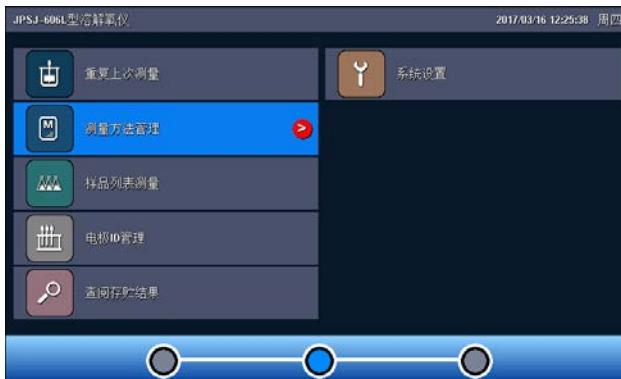 JPSJ-606L型溶解氧仪
2017/03/16 12:25:38 周四
重复上次测量
系统设置
M
测量方法管理
>
样品列表测量
电极ID管理
查阅存贮结果